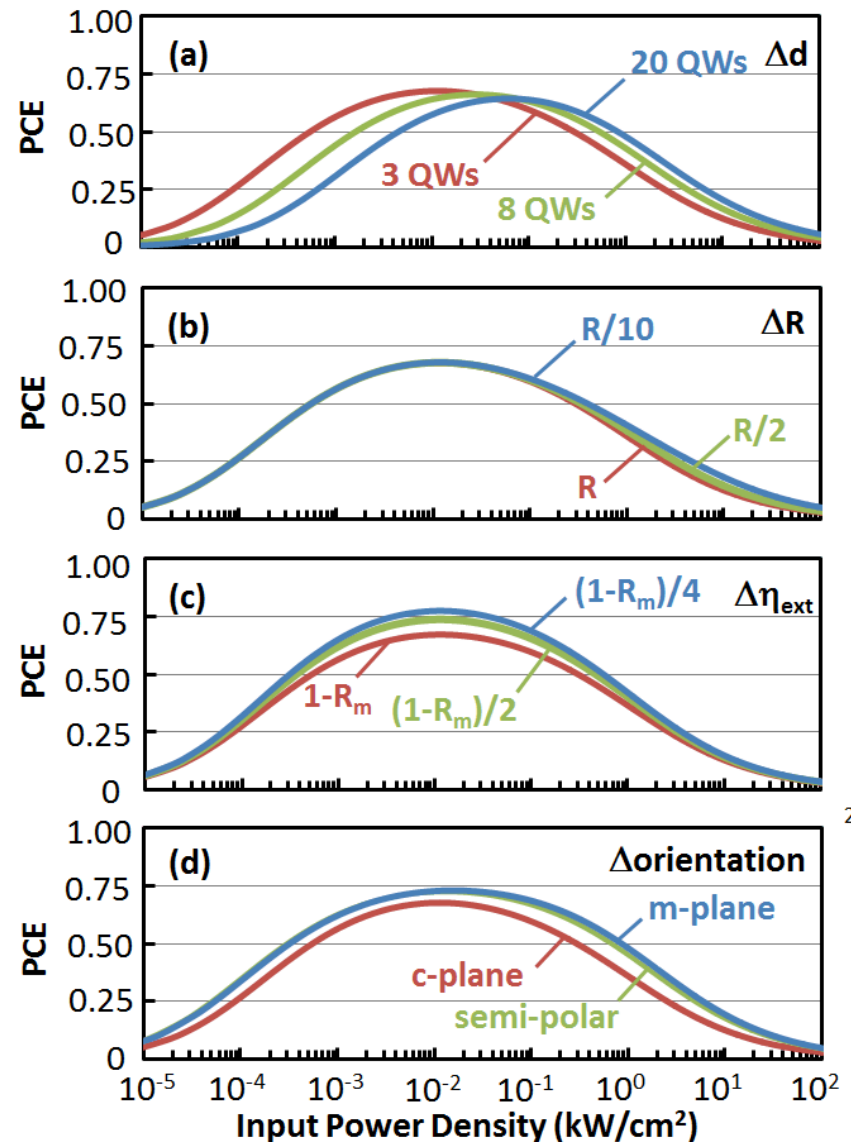 1.00
(a)
20 QWs
Δd
0.75
PCE
0.50
3 QWs
0.25
8 QWs
0
1.00
(b)
R/10
ΔR
0.75
PCE
0.50
R/2
0.25
R
0
1.00
(c)
(1-Rₘ)/4
Δηₑₓₜ
0.75
PCE
0.50
1-Rₘ
(1-Rₘ)/2
0.25
0
2
1.00
(d)
Δorientation
0.75
m-plane
PCE
0.50
c-plane
0.25
semi-polar
0
10⁻⁵ 10⁻⁴ 10⁻³ 10⁻² 10⁻¹ 10⁰ 10¹ 10²
Input Power Density (kW/cm²)